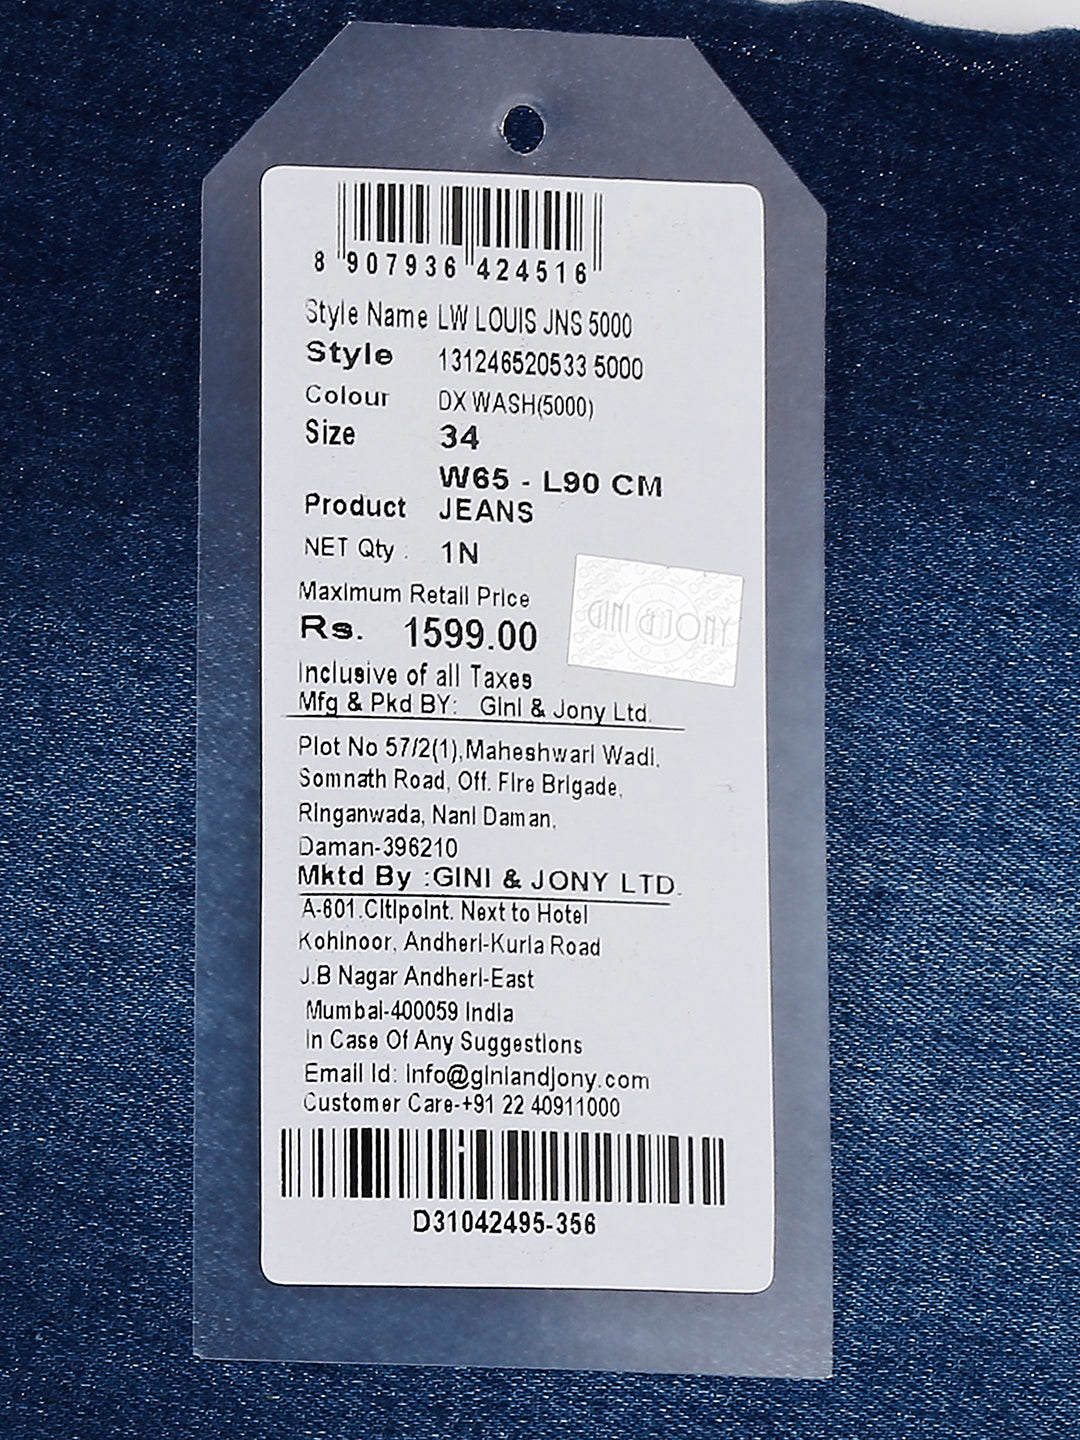 8 907936 424516
Style Name LW LOUIS JNS 5000
Style 131246520533 5000
Colour DX WASH(5000)
Size 34
W65 - L90 CM
Product JEANS
NET Qty : 1N
Maximum Retail Price
Rs. 1599.00
Inclusive of all Taxes
Mfg & Pkd BY: Gini & Jony Ltd.
Plot No 57/2(1),Maheshwari Wadi,
Somnath Road, Off. Fire Brigade,
Ringanwada, Nani Daman,
Daman-396210
Mktd By :GINI & JONY LTD.
A-601.Citipoint. Next to Hotel
Kohinoor, Andheri-Kurla Road
J.B Nagar Andheri-East
Mumbai-400059 India
In Case Of Any Suggestions
Email Id: Info@giniandjony.com
Customer Care-+91 22 40911000
D31042495-356